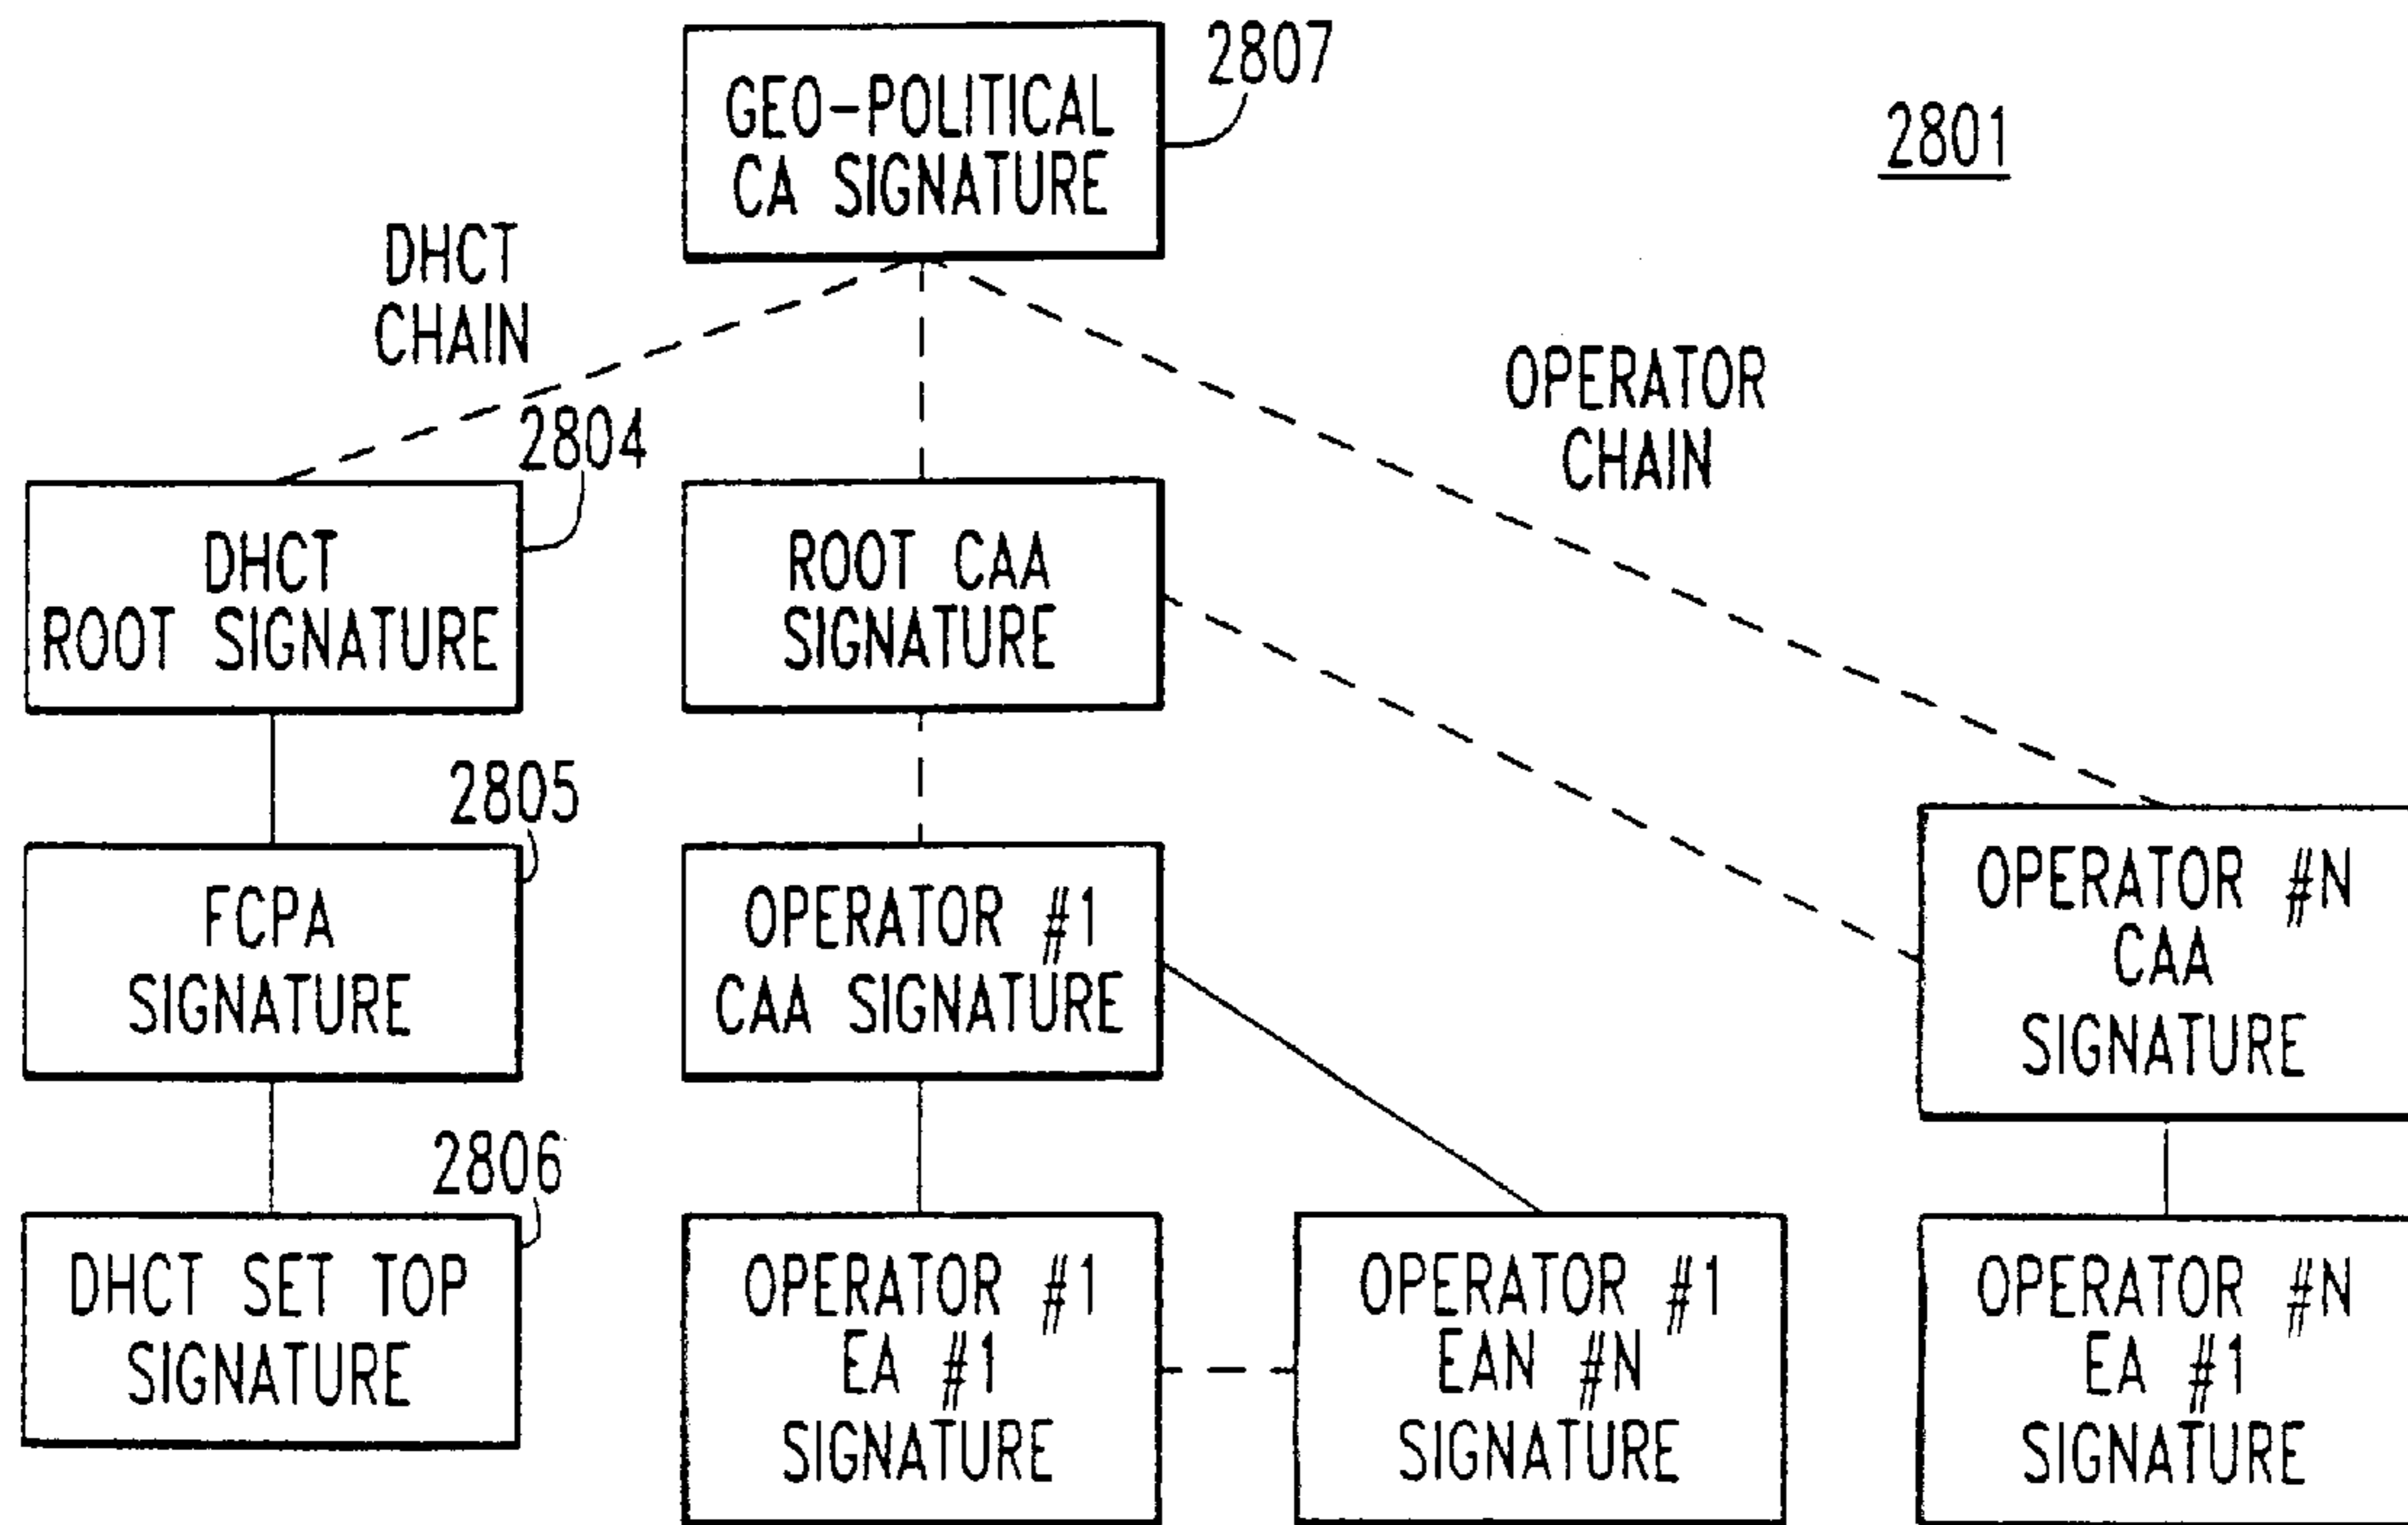 GEO-POLITICAL
CA SIGNATURE
2807
2801
DHCT
CHAIN
OPERATOR
CHAIN
2804
DHCT
ROOT SIGNATURE
ROOT CAA
SIGNATURE
2805
FCPA
SIGNATURE
OPERATOR #1
CAA SIGNATURE
OPERATOR #N
CAA
SIGNATURE
2806
DHCT SET TOP
SIGNATURE
OPERATOR #1
EA #1
SIGNATURE
OPERATOR #1
EAN #N
SIGNATURE
OPERATOR #N
EA #1
SIGNATURE